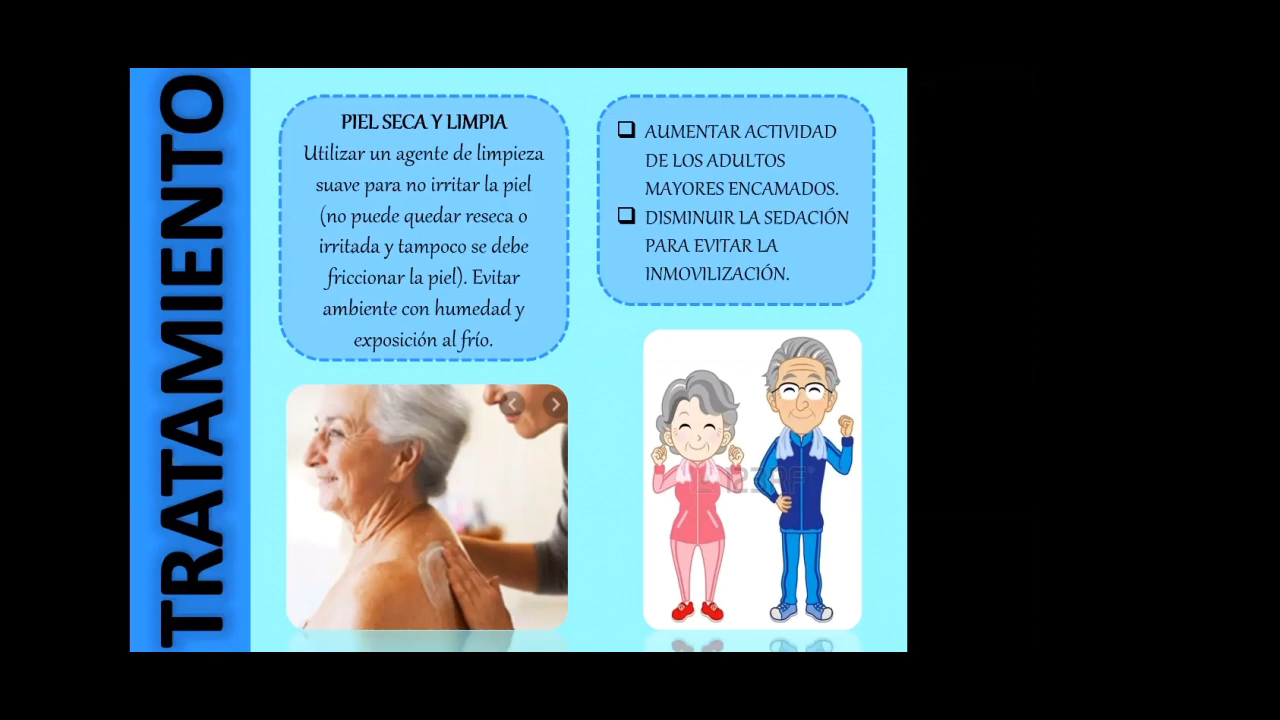 TRATAMIENTO
PIEL SECA Y LIMPIA
Utilizar un agente de limpieza
suave para no irritar la piel
(no puede quedar reseca o
irritada y tampoco se debe
friccionar la piel). Evitar
ambiente con humedad y
exposición al frío.
AUMENTAR ACTIVIDAD
DE LOS ADULTOS
MAYORES ENCAMADOS.
DISMINUIR LA SEDACIÓN
PARA EVITAR LA
INMOVILIZACIÓN.
123RF